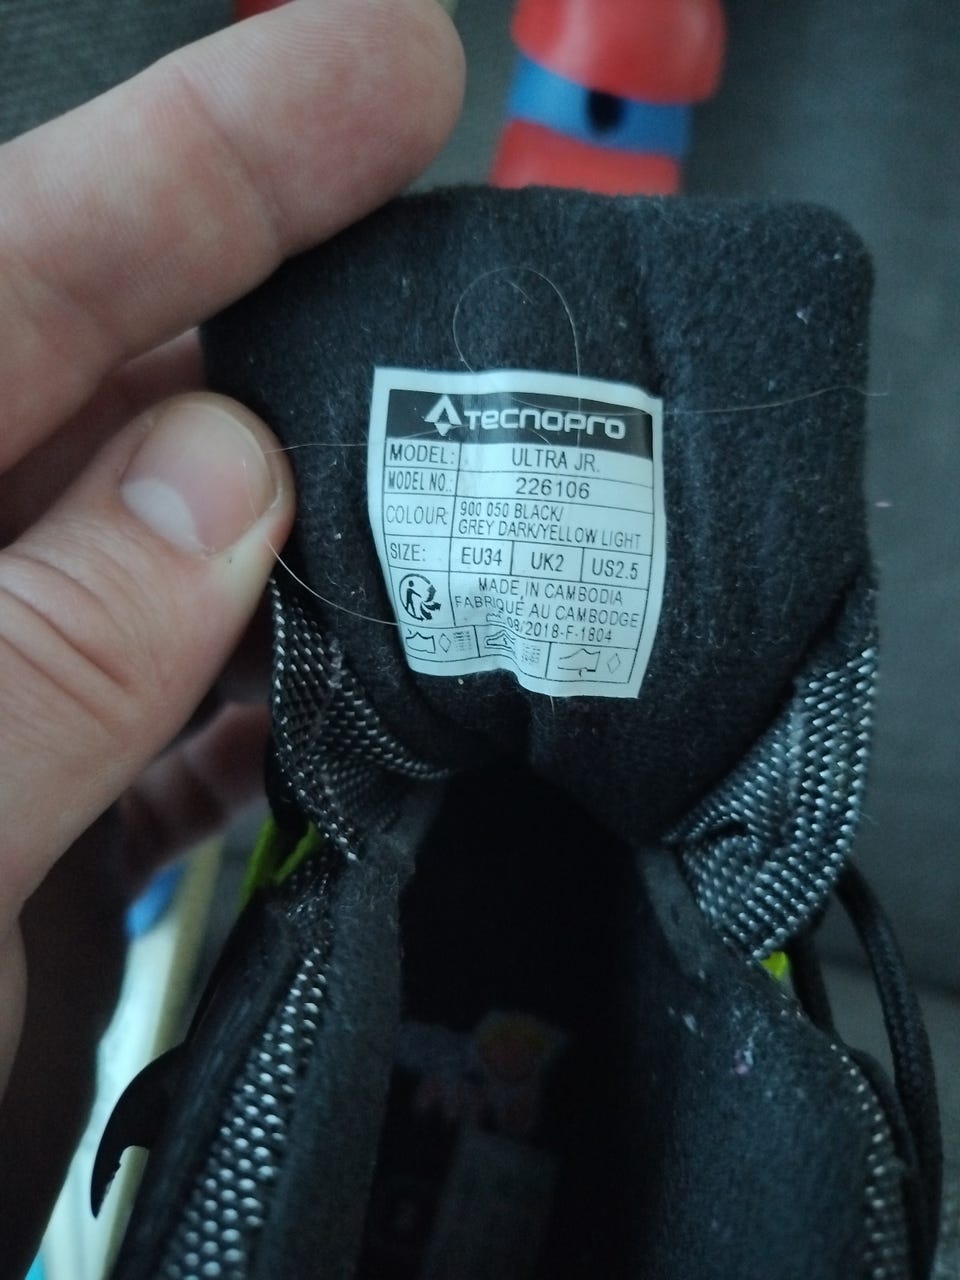 TECNOPRO
MODEL: ULTRA JR.
MODEL NO.: 226106
COLOUR: 900 050 BLACK/
GREY DARK/YELLOW LIGHT
SIZE: EU34 UK2 US2.5
MADE IN CAMBODIA
FABRIQUÉ AU CAMBODGE
08/2018-F-1804